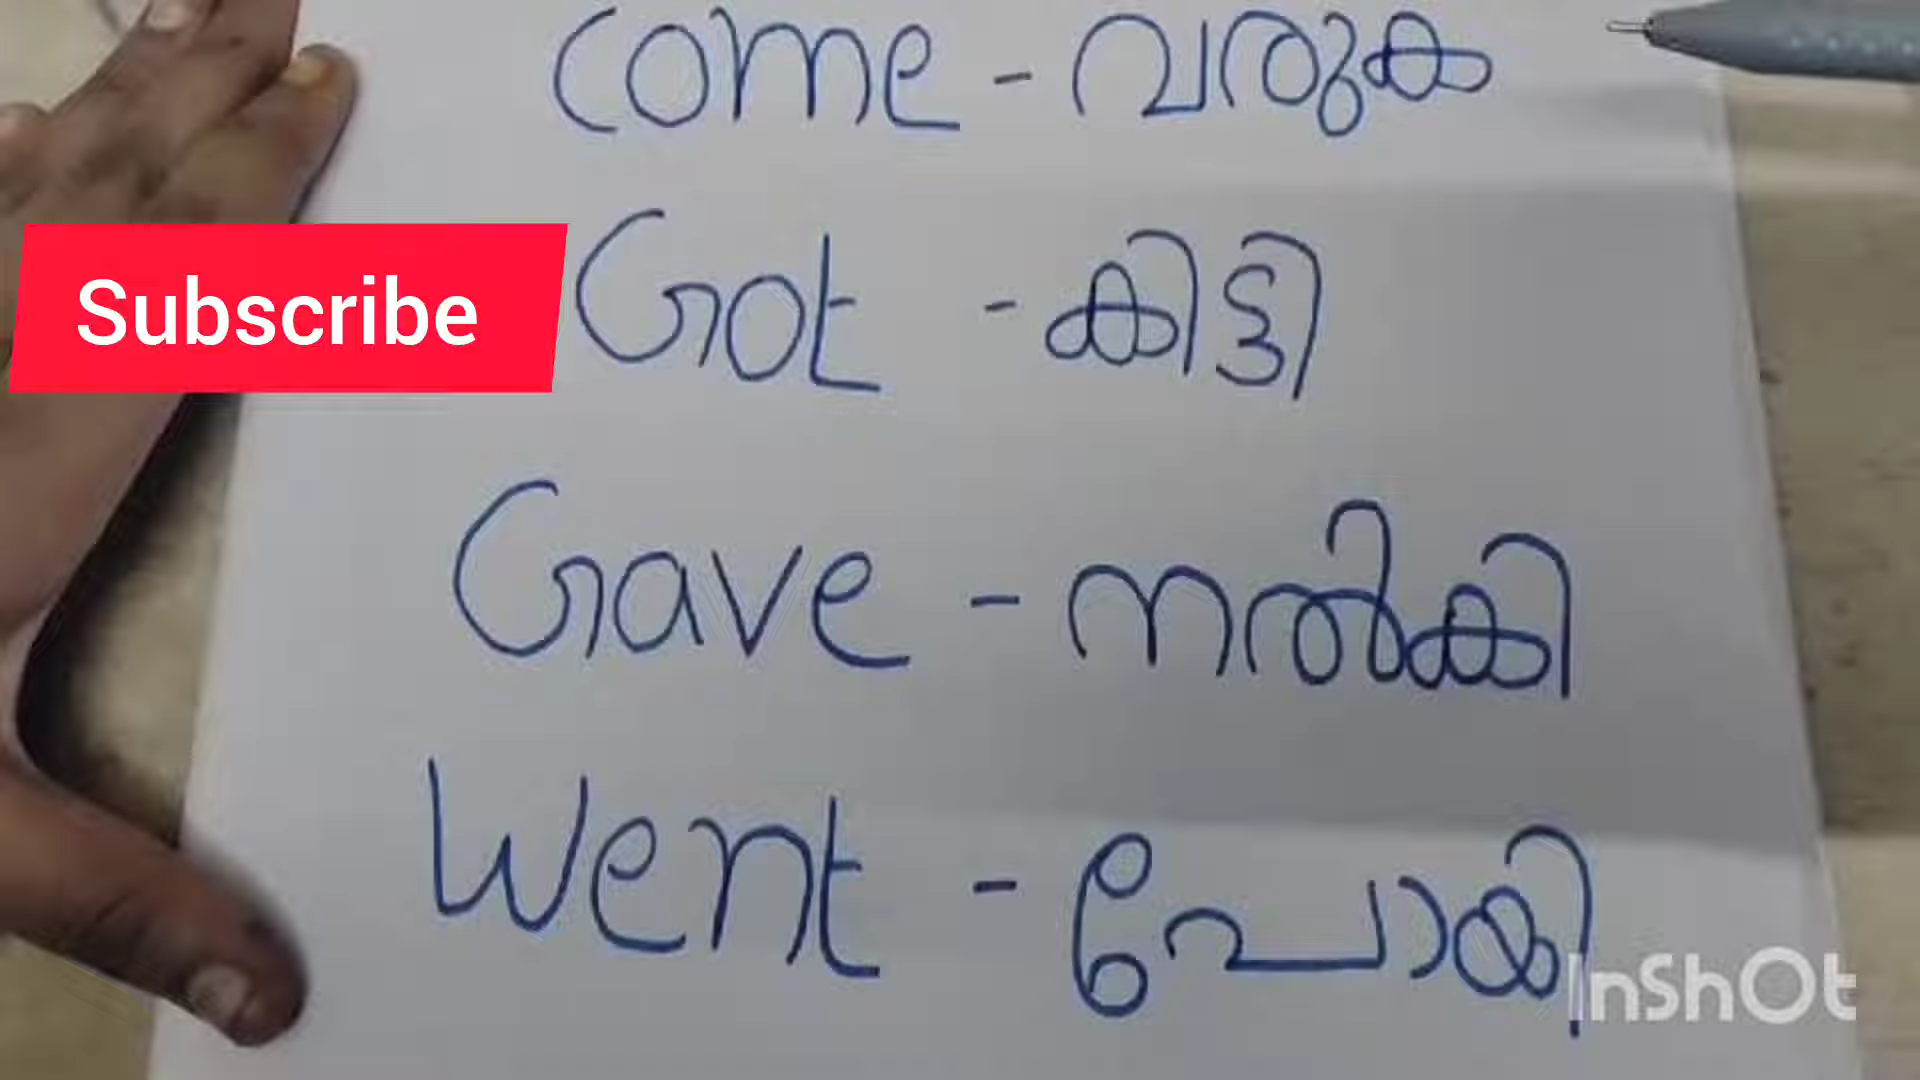 Come - വരുക
Subscribe
Got - കിട്ടി
Gave - നൽകി
Went - പോയി
InShOt